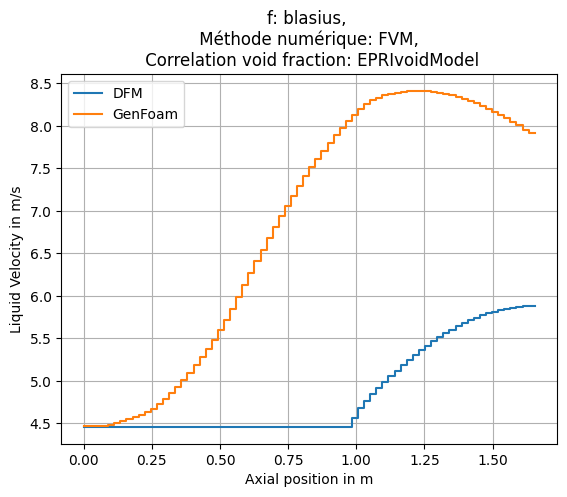 f: blasius,
Méthode numérique: FVM,
Correlation void fraction: EPRIvoidModel
DFM
GenFoam
Liquid Velocity in m/s
8.5
8.0
7.5
7.0
6.5
6.0
5.5
5.0
4.5
0.00 0.25 0.50 0.75 1.00 1.25 1.50
Axial position in m